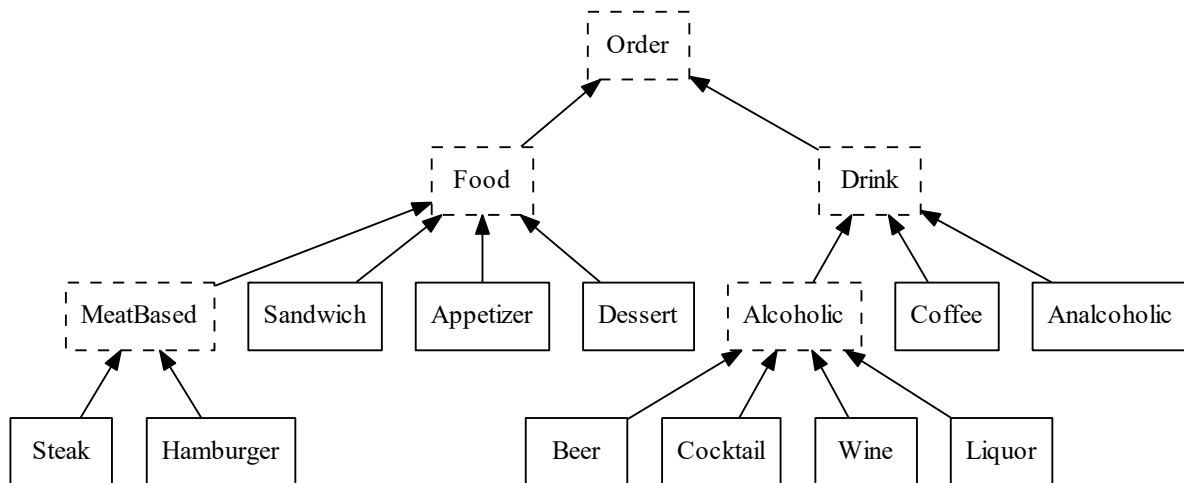 Order
Food
Drink
MeatBased
Sandwich
Appetizer
Dessert
Alcoholic
Coffee
Analcoholic
Steak
Hamburger
Beer
Cocktail
Wine
Liquor